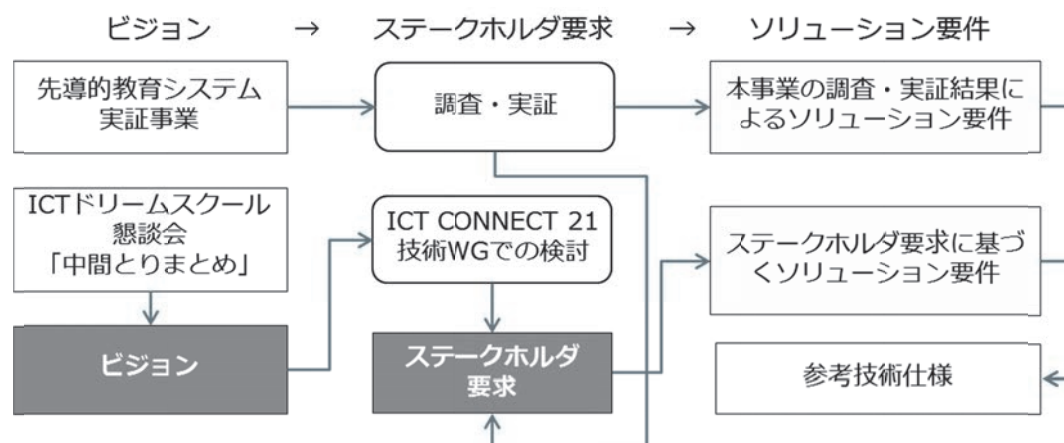 ビジョン → ステークホルダ要求 → ソリューション要件
先導的教育システム
実証事業
調査・実証
本事業の調査・実証結果に
よるソリューション要件
ICTドリームスクール
懇談会
「中間とりまとめ」
ICT CONNECT 21
技術WGでの検討
ステークホルダ要求に基づ
くソリューション要件
ビジョン
ステークホルダ
要求
参考技術仕様